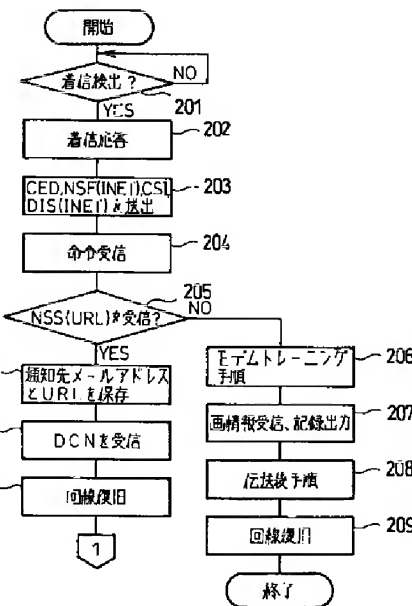 開始
着信検出？
NO
201
YES
着信応答
202
CED,NSF(INET),CSI,
DIS(INET)を送出
203
命令受信
204
NSS(URL)を受信？
205
NO
YES
通知先メールアドレス
とURLを保存
DCNを受信
回線復旧
1
モデムトレーニング
手順
206
画情報受信、記録出力
207
伝送後手順
208
回線復旧
209
終了